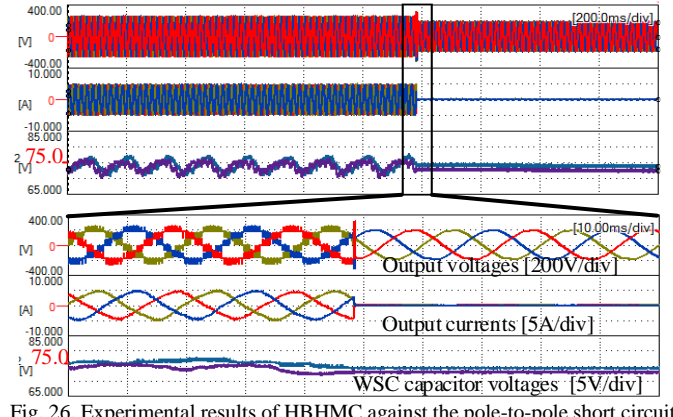 400.00
[200.0ms/div]
[V]
0
-400.00
10.000
[A]
0
-10.000
85.000
2
75.0
[V]
65.000
400.00
[10.00ms/div]
[V]
0
-400.00
Output voltages [200V/div]
10.000
[A]
0
Output currents [5A/div]
-10.000
85.000
75.0
[V]
WSC capacitor voltages [5V/div]
65.000
Fig. 26. Experimental results of HBHMC against the pole-to-pole short circuit